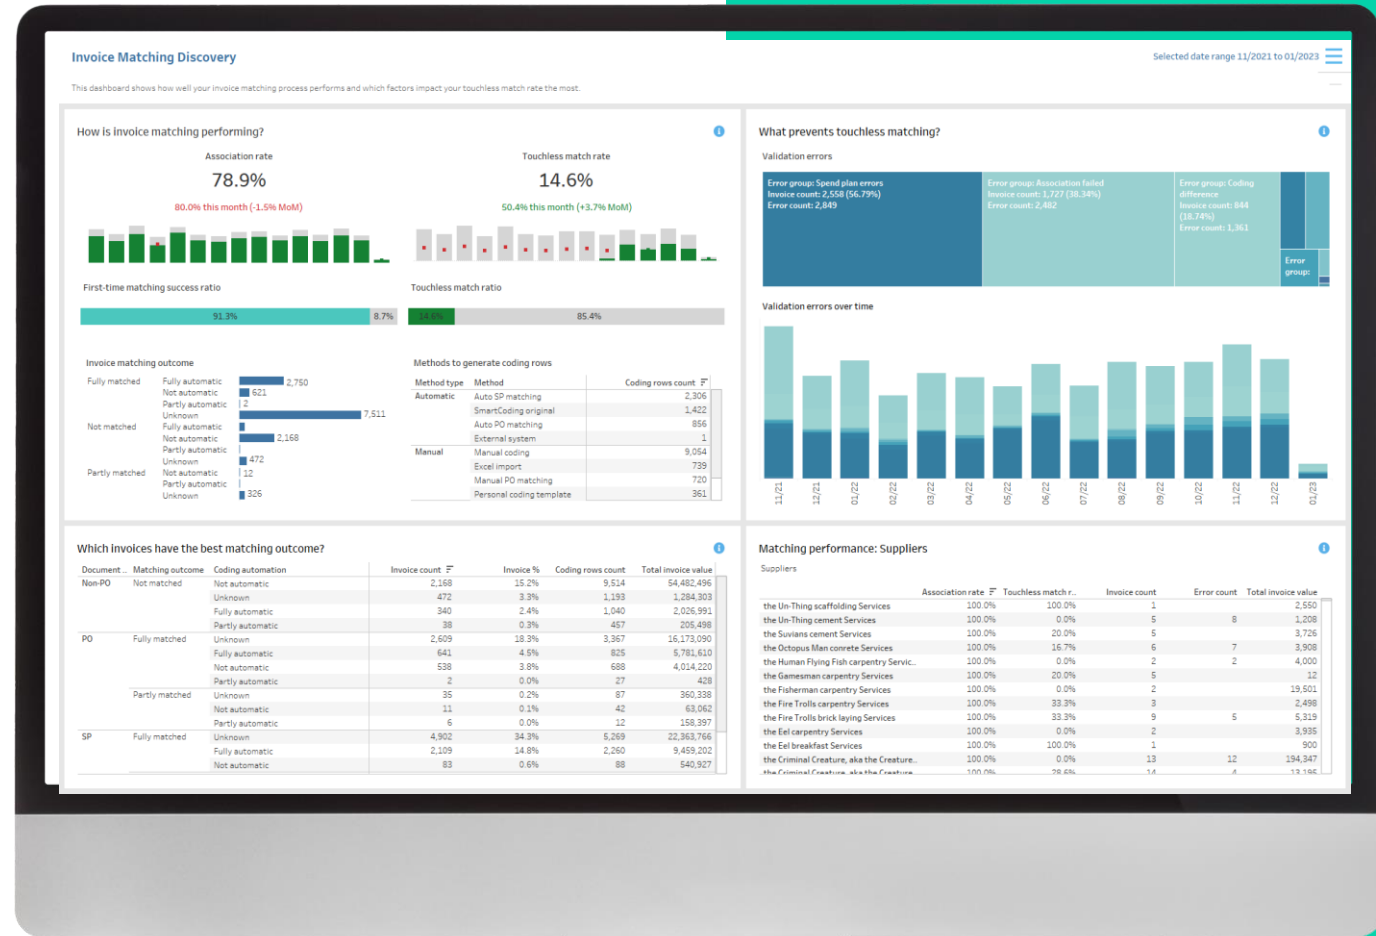 Invoice Matching Discovery
Selected date range 11/2021 to 01/2023
This dashboard shows how well your invoice matching process performs and which factors impact your touchless match rate the most.
How is invoice matching performing?
Association rate
78.9%
80.0% this month (-1.5% MoM)
Touchless match rate
14.6%
50.4% this month (+3.7% MoM)
First-time matching success ratio
91.3%
8.7%
Touchless match ratio
14.6%
85.4%
Invoice matching outcome
Fully matched Fully automatic 2,750
Not automatic 621
Partly automatic 2
Unknown 7,511
Not matched Fully automatic
Not automatic 2,168
Partly automatic
Unknown 472
Partly matched Not automatic 12
Partly automatic
Unknown 326
Methods to generate coding rows
Method type Method Coding rows count
Automatic Auto SP matching 2,306
SmartCoding original 1,422
Auto PO matching 856
External system 1
Manual Manual coding 9,054
Excel import 739
Manual PO matching 720
Personal coding template 361
What prevents touchless matching?
Validation errors
Error group: Spend plan errors
Invoice count: 2,558 (56.79%)
Error count: 2,849
Error group: Association failed
Invoice count: 1,727 (38.34%)
Error count: 2,482
Error group: Coding
difference
Invoice count: 844
(18.74%)
Error count: 1,361
Error
group:
Validation errors over time
11/21 12/21 01/22 02/22 03/22 04/22 05/22 06/22 07/22 08/22 09/22 10/22 11/22 12/22 01/23
Which invoices have the best matching outcome?
Document .. Matching outcome Coding automation Invoice count Invoice % Coding rows count Total invoice value
Non-PO Not matched Not automatic 2,168 15.2% 9,514 54,482,496
Unknown 472 3.3% 1,193 1,284,303
Fully automatic 340 2.4% 1,040 2,026,991
Partly automatic 38 0.3% 457 205,498
PO Fully matched Unknown 2,609 18.3% 3,367 16,173,090
Fully automatic 641 4.5% 825 5,781,610
Not automatic 538 3.8% 688 4,014,220
Partly automatic 2 0.0% 27 428
Partly matched Unknown 35 0.2% 87 360,338
Not automatic 11 0.1% 42 63,062
Partly automatic 6 0.0% 12 158,397
SP Fully matched Unknown 4,902 34.3% 5,269 22,363,766
Fully automatic 2,109 14.8% 2,260 9,459,202
Not automatic 83 0.6% 88 540,927
Matching performance: Suppliers
Suppliers
Association rate Touchless match r.. Invoice count Error count Total invoice value
the Un-Thing scaffolding Services 100.0% 100.0% 1 2,550
the Un-Thing cement Services 100.0% 0.0% 5 8 1,208
the Suvians cement Services 100.0% 20.0% 5 3,726
the Octopus Man conrete Services 100.0% 16.7% 6 7 3,908
the Human Flying Fish carpentry Servic.. 100.0% 0.0% 2 2 4,000
the Gamesman carpentry Services 100.0% 20.0% 5 12
the Fisherman carpentry Services 100.0% 0.0% 2 19,501
the Fire Trolls carpentry Services 100.0% 33.3% 3 2,498
the Fire Trolls brick laying Services 100.0% 33.3% 9 5 5,319
the Eel carpentry Services 100.0% 0.0% 2 3,935
the Eel breakfast Services 100.0% 100.0% 1 900
the Criminal Creature, aka the Creature.. 100.0% 0.0% 13 12 194,347
the Criminal Creature, aka the Creature 100.0% 28.6% 14 4 13,195